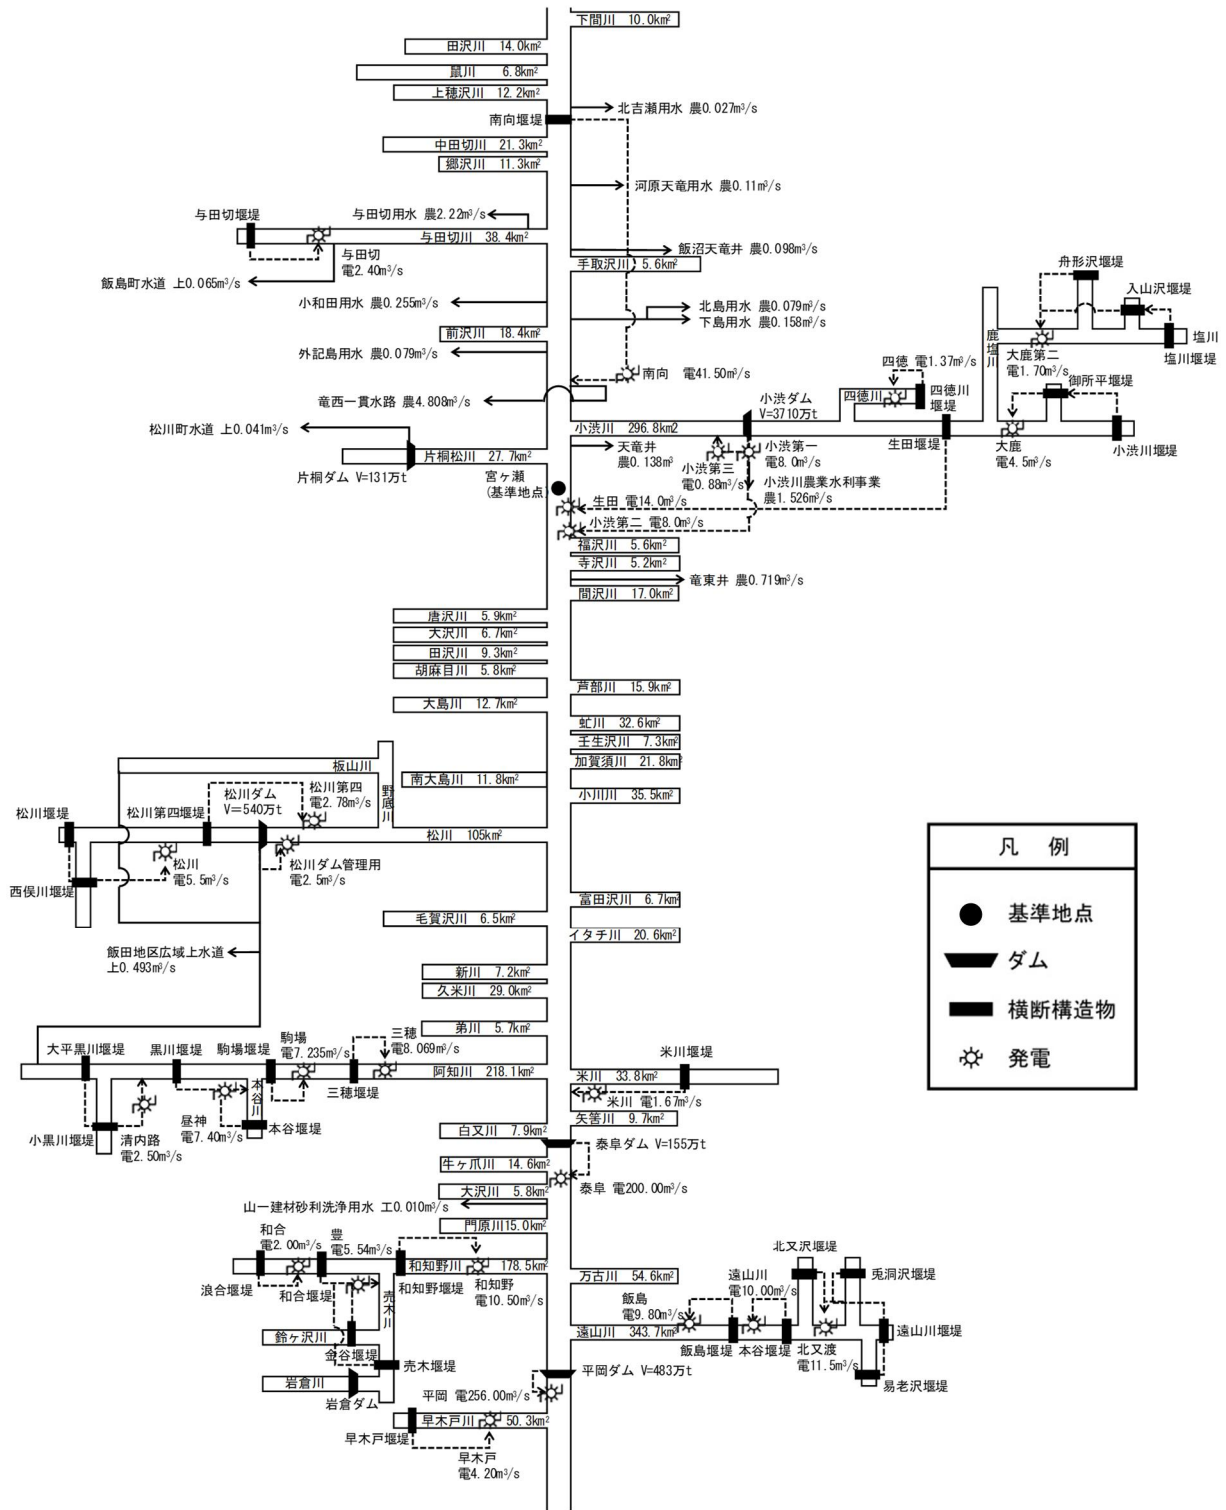 下間川 10.0km²
田沢川 14.0km²
鼠川 6.8km²
上穂沢川 12.2km²
北吉瀬用水 農0.027m³/s
南向堰堤
中田切川 21.3km²
郷沢川 11.3km²
河原天竜用水 農0.11m³/s
与田切堰堤
与田切用水 農2.22m³/s
与田切川 38.4km²
与田切
電2.40m³/s
飯島町水道 上0.065m³/s
飯沼天竜井 農0.098m³/s
手取沢川 5.6km²
小和田用水 農0.255m³/s
北島用水 農0.079m³/s
下島用水 農0.158m³/s
前沢川 18.4km²
外記島用水 農0.079m³/s
南向 電41.50m³/s
竜西一貫水路 農4.808m³/s
舟形沢堰堤
入山沢堰堤
鹿塩川
塩川
塩川堰堤
大鹿第二
電1.70m³/s
四徳 電1.37m³/s
四徳川
四徳川
堰堤
御所平堰堤
小渋ダム
V=3710万t
小渋川 296.8km2
生田堰堤
大鹿
電4.5m³/s
小渋川堰堤
松川町水道 上0.041m³/s
片桐松川 27.7km²
片桐ダム V=131万t
天竜井
農0.138m³
小渋第三
電0.88m³/s
小渋第一
電8.0m³/s
小渋川農業水利事業
農1.526m³/s
宮ヶ瀬
(基準地点)
生田 電14.0m³/s
小渋第二 電8.0m³/s
福沢川 5.6km²
寺沢川 5.2km²
竜東井 農0.719m³/s
間沢川 17.0km²
唐沢川 5.9km²
大沢川 6.7km²
田沢川 9.3km²
胡麻目川 5.8km²
芦部川 15.9km²
大島川 12.7km²
虻川 32.6km²
壬生沢川 7.3km²
加賀須川 21.8km²
小川川 35.5km²
板山川
野底川
南大島川 11.8km²
松川堰堤
松川第四堰堤
松川ダム
V=540万t
松川第四
電2.78m³/s
松川 105km²
松川
電5.5m³/s
松川ダム管理用
電2.5m³/s
西俣川堰堤
富田沢川 6.7km²
毛賀沢川 6.5km²
イタチ川 20.6km²
飯田地区広域上水道
上0.493m³/s
新川 7.2km²
久米川 29.0km²
弟川 5.7km²
大平黒川堰堤
黒川堰堤
駒場堰堤
駒場
電7.235m³/s
三穂
電8.069m³/s
阿知川 218.1km²
三穂堰堤
本谷川
本谷堰堤
昼神
電7.40m³/s
清内路
電2.50m³/s
小黒川堰堤
米川堰堤
米川 33.8km²
米川 電1.67m³/s
矢筈川 9.7km²
白又川 7.9km²
泰阜ダム V=155万t
牛ヶ爪川 14.6km²
泰阜 電200.00m³/s
大沢川 5.8km²
山一建材砂利洗浄用水 工0.010m³/s
門原川15.0km²
和合
電2.00m³/s
豊
電5.54m³/s
和知野川 178.5km²
浪合堰堤
和合堰堤
和知野堰堤
和知野
電10.50m³/s
売木川
鈴ヶ沢川
金谷堰堤
売木堰堤
岩倉川
岩倉ダム
万古川 54.6km²
北又沢堰堤
兎洞沢堰堤
遠山川
電10.00m³/s
飯島
電9.80m³/s
遠山川 343.7km²
飯島堰堤
本谷堰堤
北又渡
電11.5m³/s
遠山川堰堤
易老沢堰堤
平岡ダム V=483万t
平岡 電256.00m³/s
早木戸川 50.3km²
早木戸堰堤
早木戸
電4.20m³/s
凡 例
基準地点
ダム
横断構造物
発電